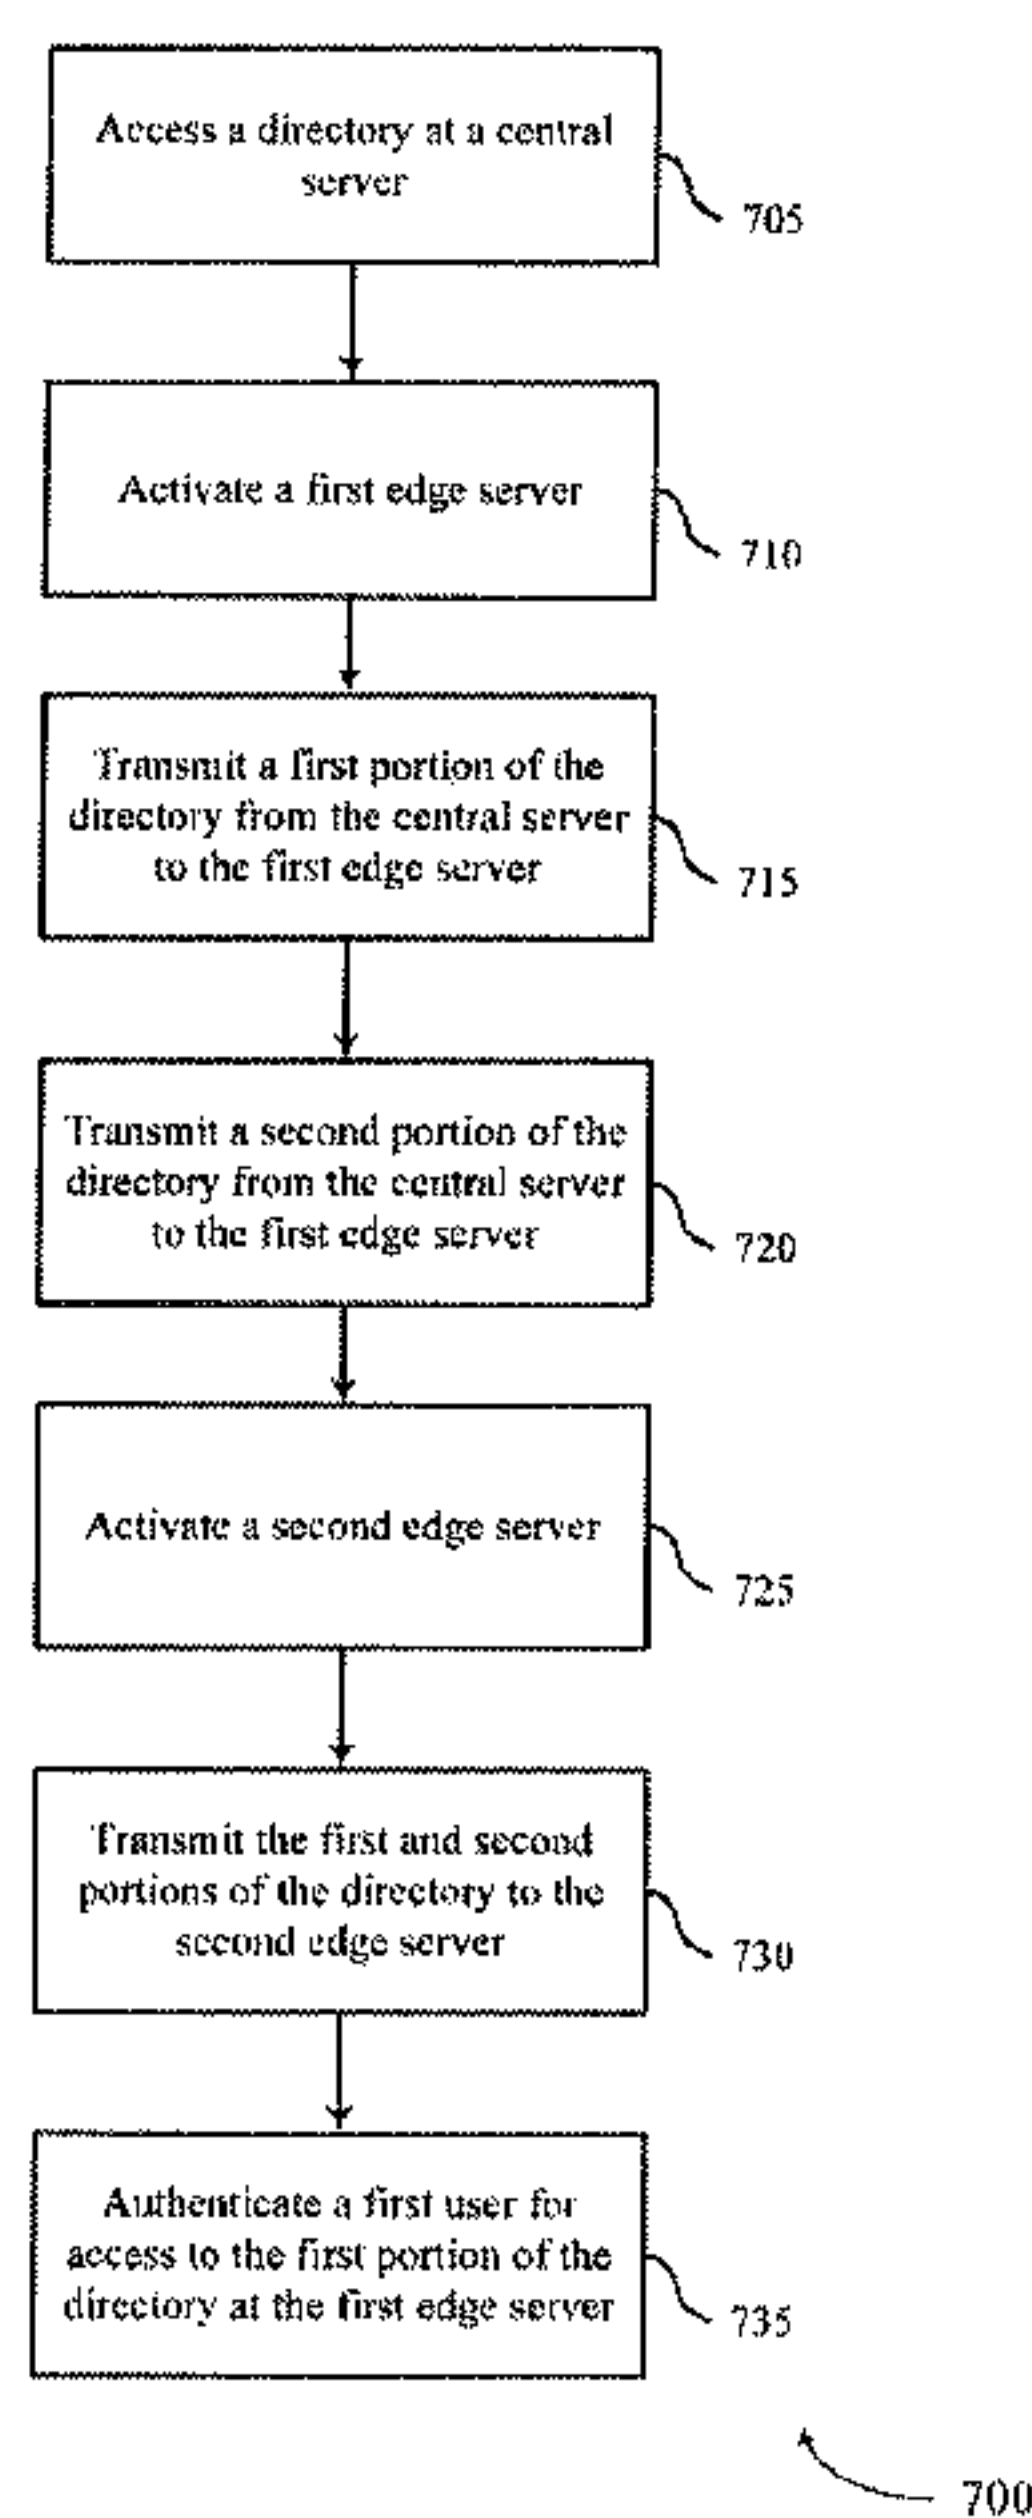 Access a directory at a central
server
705
Activate a first edge server
710
Transmit a first portion of the
directory from the central server
to the first edge server
715
Transmit a second portion of the
directory from the central server
to the first edge server
720
Activate a second edge server
725
Transmit the first and second
portions of the directory to the
second edge server
730
Authenticate a first user for
access to the first portion of the
directory at the first edge server
735
700